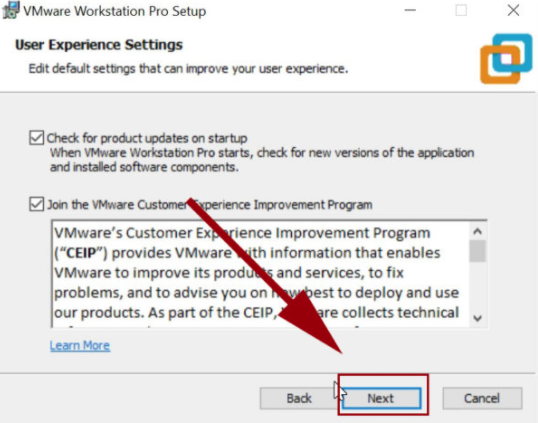 VMware Workstation Pro Setup
User Experience Settings
Edit default settings that can improve your user experience.
Check for product updates on startup
When VMware Workstation Pro starts, check for new versions of the application
and installed software components.
Join the VMware Customer Experience Improvement Program
VMware's Customer Experience Improvement Program
("CEIP") provides VMware with information that enables
VMware to improve its products and services, to fix
problems, and to advise you on how best to deploy and use
our products. As part of the CEIP, VMware collects technical
Learn More
Back Next Cancel